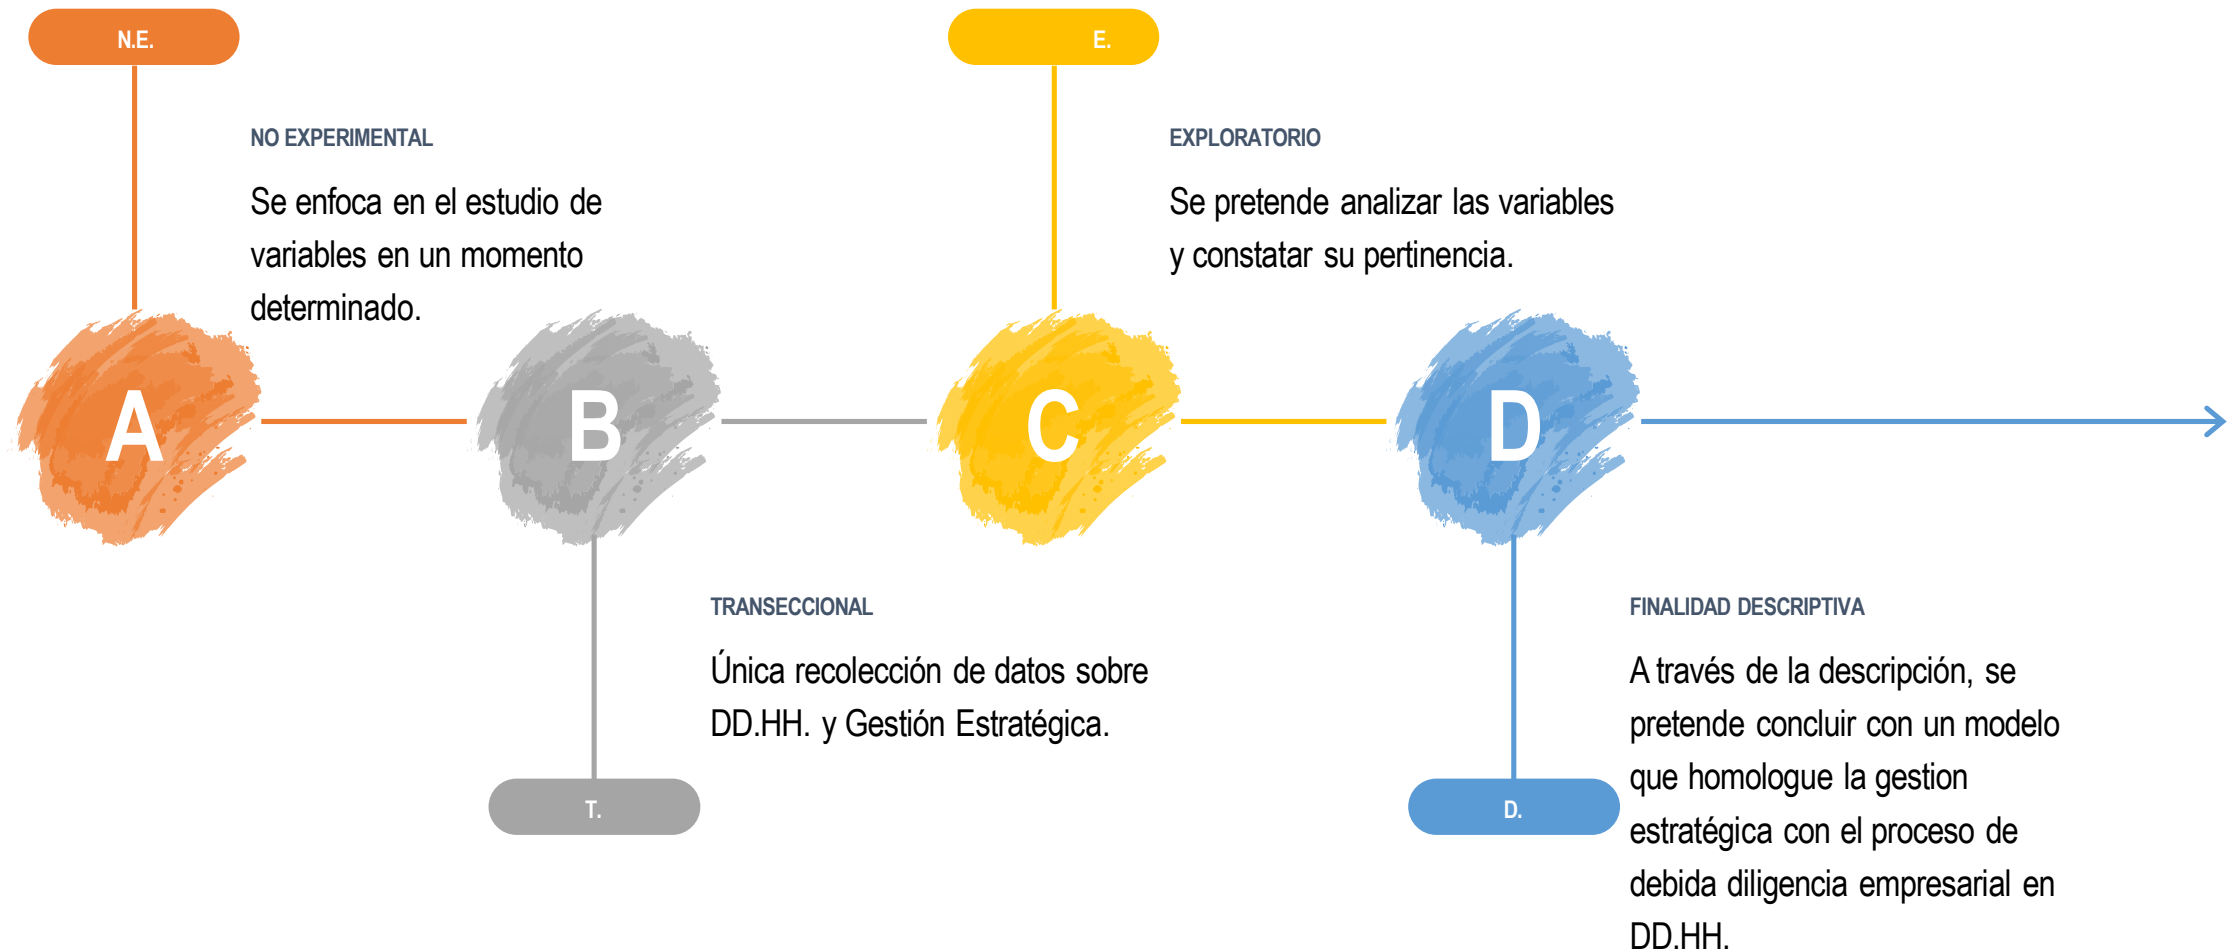 N.E.
E.
NO EXPERIMENTAL
Se enfoca en el estudio de
variables en un momento
determinado.
EXPLORATORIO
Se pretende analizar las variables
y constatar su pertinencia.
A
B
C
D
TRANSECCIONAL
Única recolección de datos sobre
DD.HH. y Gestión Estratégica.
T.
FINALIDAD DESCRIPTIVA
A través de la descripción, se
pretende concluir con un modelo
que homologue la gestion
estratégica con el proceso de
debida diligencia empresarial en
DD.HH.
D.